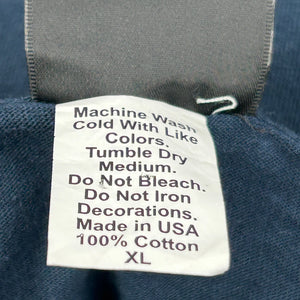 Machine Wash
Cold With Like
Colors.
Tumble Dry
Medium.
Do Not Bleach.
Do Not Iron
Decorations.
Made in USA
100% Cotton
XL